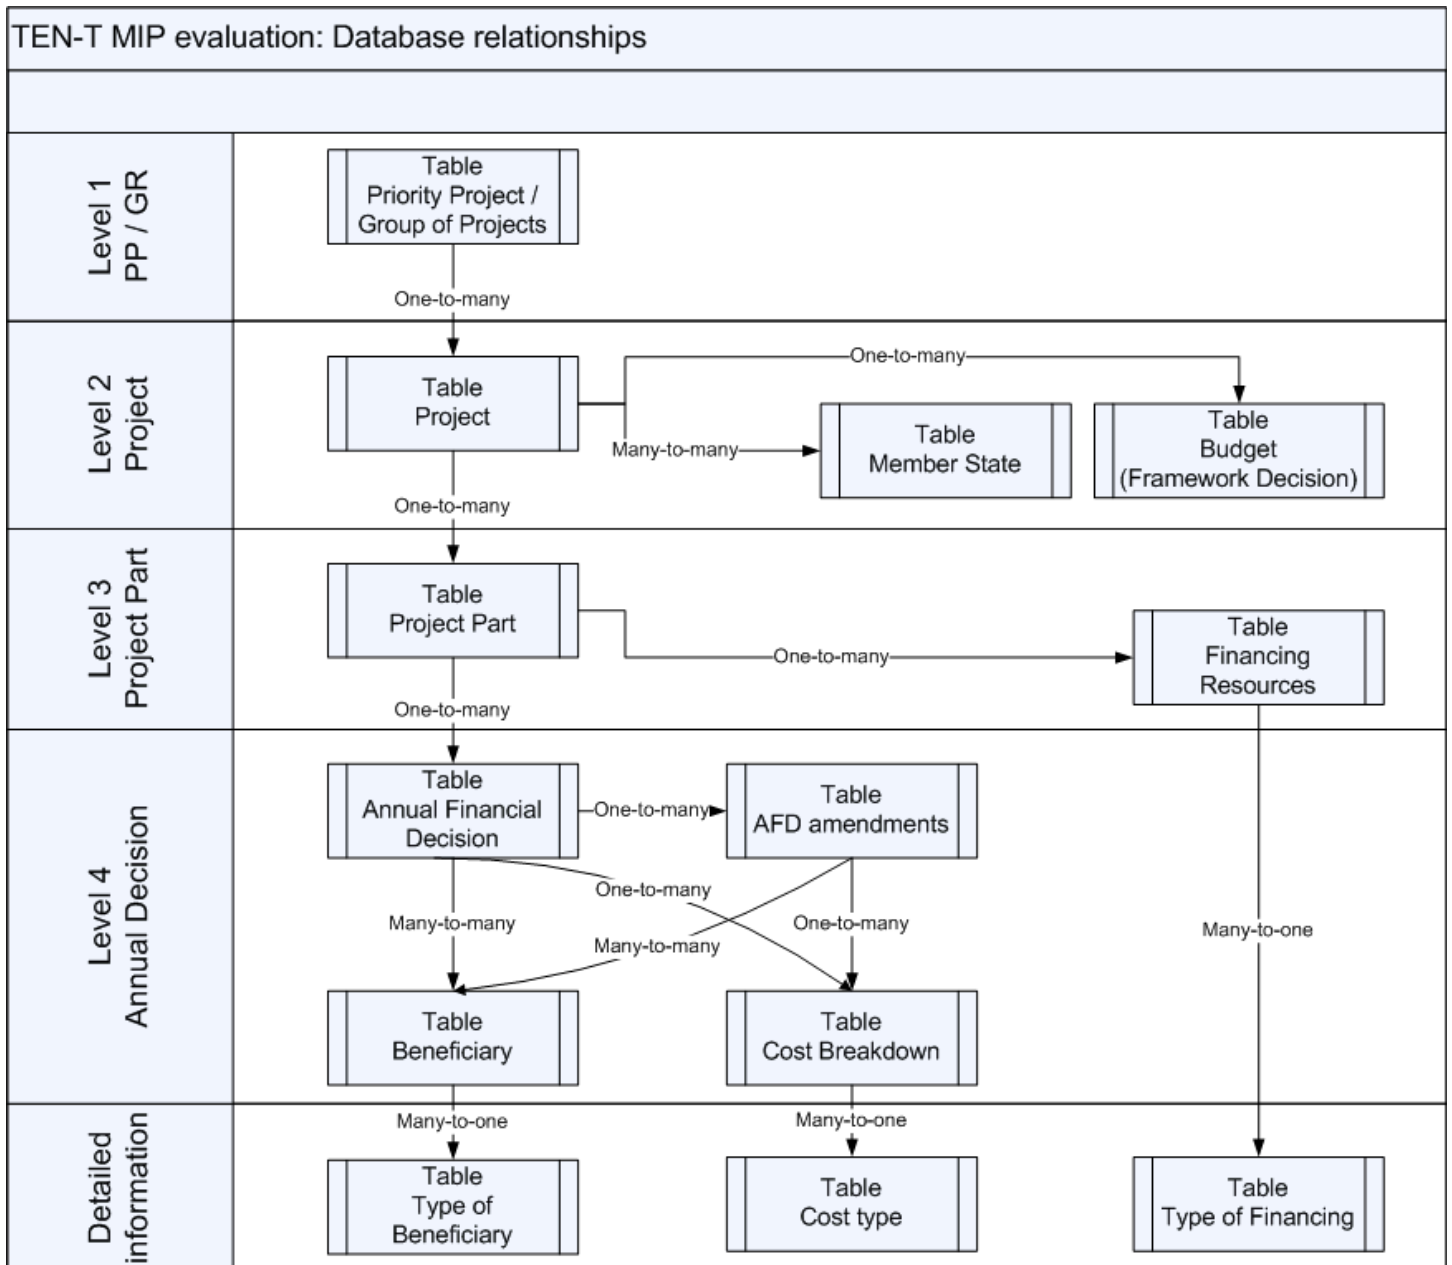 TEN-T MIP evaluation: Database relationships
Level 1
PP / GR
Table
Priority Project /
Group of Projects
One-to-many
Level 2
Project
Table
Project
One-to-many
Many-to-many
Table
Member State
Table
Budget
(Framework Decision)
One-to-many
Level 3
Project Part
Table
Project Part
One-to-many
Table
Financing
Resources
One-to-many
Level 4
Annual Decision
Table
Annual Financial
Decision
One-to-many
Table
AFD amendments
One-to-many
Many-to-many
One-to-many
Many-to-many
Many-to-one
Table
Beneficiary
Table
Cost Breakdown
Detailed
information
Many-to-one
Many-to-one
Table
Type of
Beneficiary
Table
Cost type
Table
Type of Financing